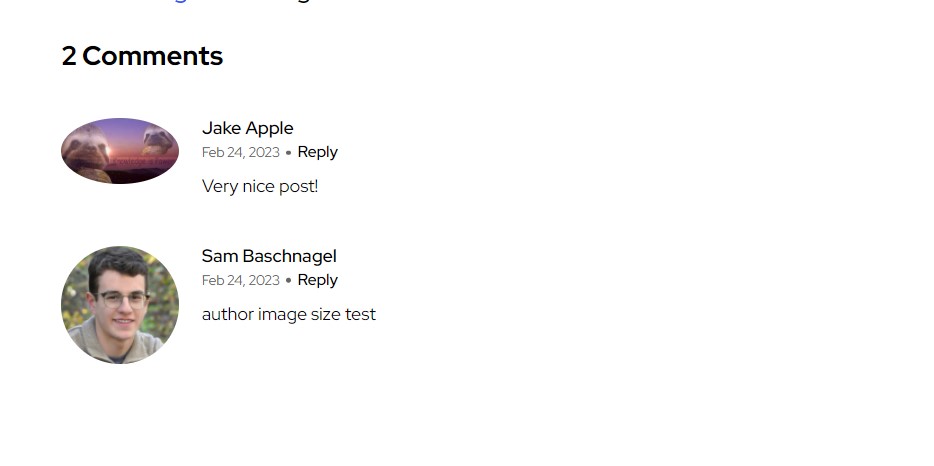 2 Comments
Jake Apple
Feb 24, 2023 • Reply
Very nice post!
Sam Baschnagel
Feb 24, 2023 • Reply
author image size test